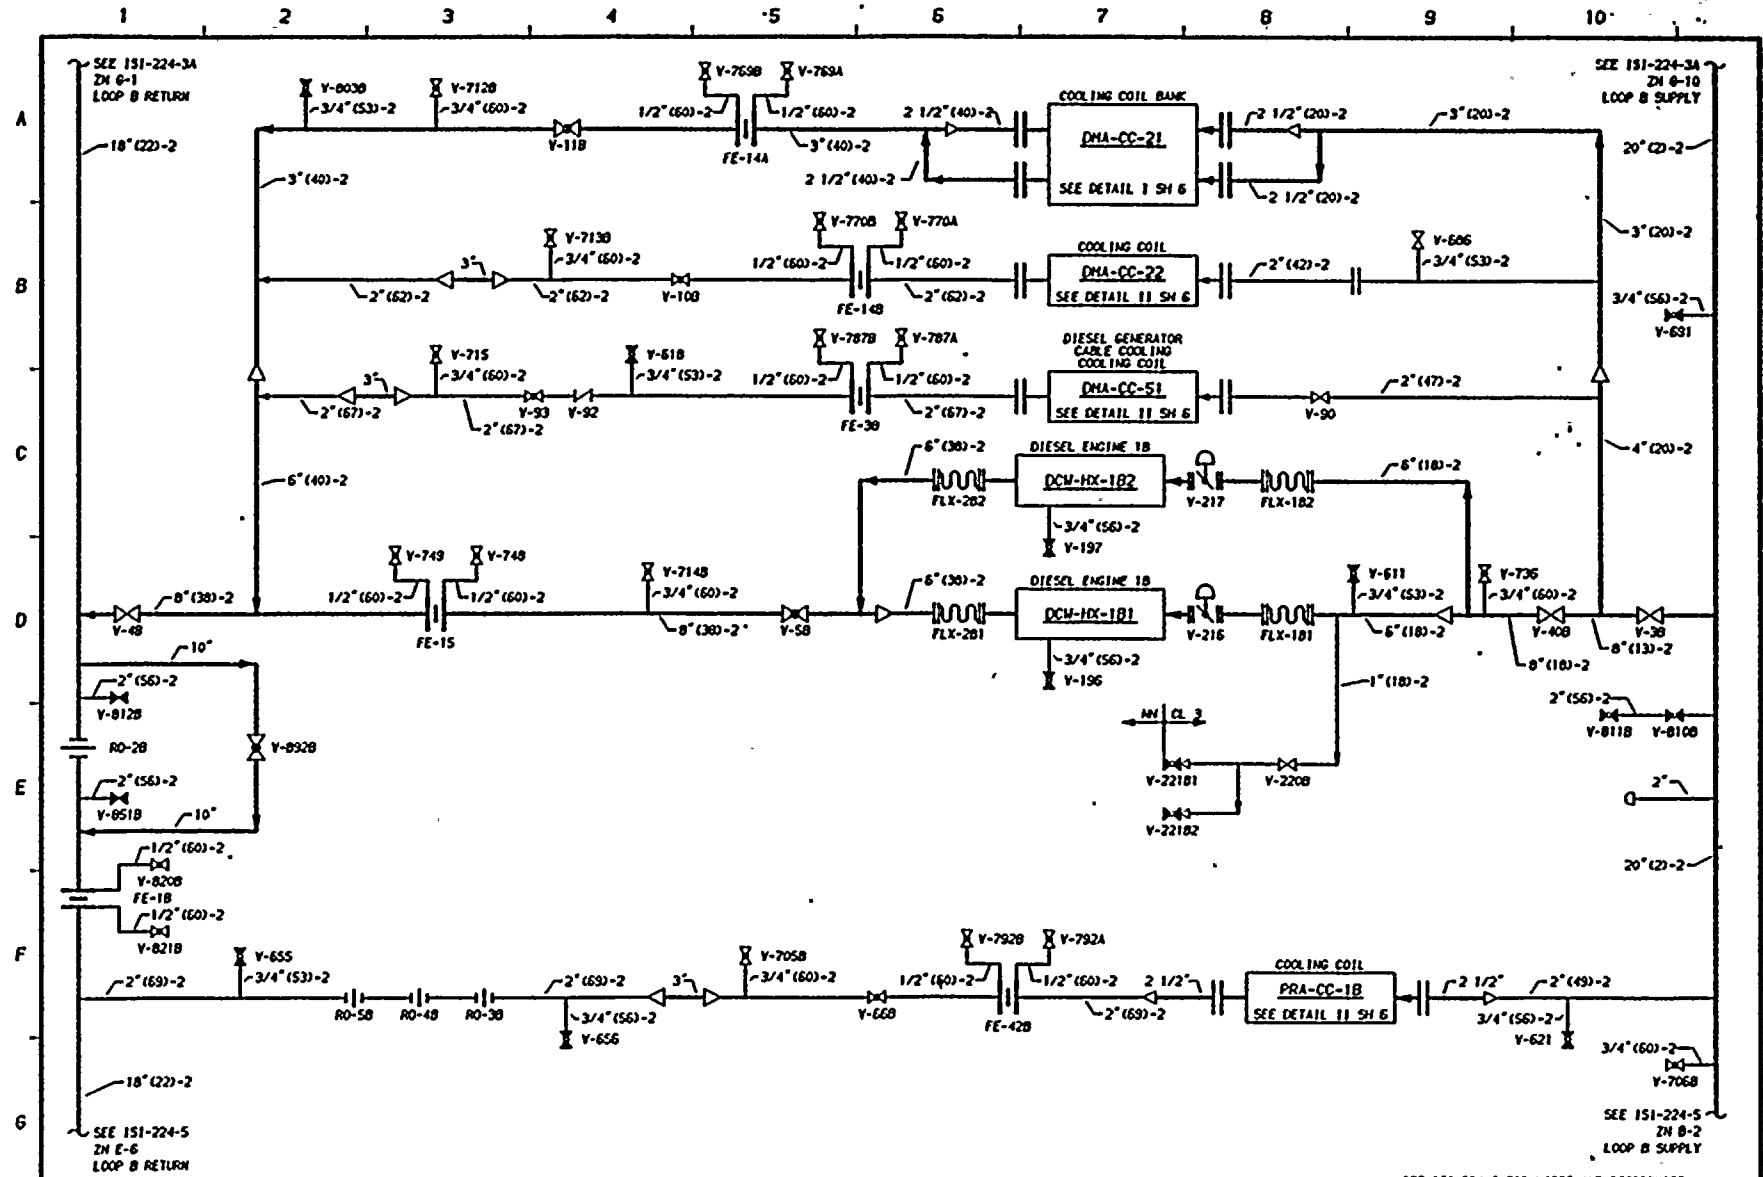 1 2 3 4 5 6 7 8 9 10
A
B
C
D
E
F
G
SEE ISI-224-3A
ZN G-1
LOOP B RETURN
18"(22)-2
V-803B
3/4"(53)-2
V-712B
3/4"(60)-2
V-11B
V-769B
V-769A
1/2"(60)-2
1/2"(60)-2
FE-14A
3"(40)-2
2 1/2"(40)-2
2 1/2"(40)-2
COOLING COIL BANK
DMA-CC-21
SEE DETAIL I SH 6
2 1/2"(20)-2
2 1/2"(20)-2
3"(20)-2
SEE ISI-224-3A
ZN G-10
LOOP B SUPPLY
20"(2)-2
3"(40)-2
3"(20)-2
2"(62)-2
3"
2"(62)-2
V-713B
3/4"(60)-2
V-10B
V-770B
V-770A
1/2"(60)-2
1/2"(60)-2
FE-14B
2"(62)-2
COOLING COIL
DMA-CC-22
SEE DETAIL II SH 6
2"(42)-2
V-686
3/4"(53)-2
3/4"(56)-2
V-691
2"(67)-2
3"
V-715
3/4"(60)-2
2"(67)-2
V-93
V-92
V-618
3/4"(53)-2
V-787B
V-787A
1/2"(60)-2
1/2"(60)-2
FE-38
2"(67)-2
DIESEL GENERATOR
CABLE COOLING
COOLING COIL
DMA-CC-51
SEE DETAIL II SH 6
V-90
2"(47)-2
4"(20)-2
6"(40)-2
6"(38)-2
FLX-2B2
DIESEL ENGINE 1B
DCW-HX-1B2
3/4"(56)-2
V-197
V-217
FLX-1B2
6"(18)-2
V-4B
8"(38)-2
V-749
V-748
1/2"(60)-2
1/2"(60)-2
FE-15
V-714B
3/4"(60)-2
8"(38)-2
V-5B
6"(38)-2
FLX-2B1
DIESEL ENGINE 1B
DCW-HX-1B1
3/4"(56)-2
V-196
V-216
FLX-1B1
V-611
3/4"(53)-2
6"(18)-2
V-736
3/4"(60)-2
V-40B
8"(18)-2
V-3B
8"(13)-2
1"(18)-2
10"
2"(56)-2
V-812B
RO-2B
V-892B
2"(56)-2
V-851B
10"
NN
CL 3
V-221B1
V-220B
V-221B2
2"(56)-2
V-811B
V-810B
2"
20"(2)-2
1/2"(60)-2
V-820B
FE-1B
1/2"(60)-2
V-821B
2"(69)-2
V-655
3/4"(53)-2
RO-5B
RO-4B
RO-3B
2"(69)-2
3/4"(56)-2
V-656
3"
V-705B
3/4"(60)-2
V-66B
V-792B
V-792A
1/2"(60)-2
1/2"(60)-2
FE-42B
2"(69)-2
2 1/2"
COOLING COIL
PRA-CC-1B
SEE DETAIL II SH 6
2 1/2"
2"(49)-2
3/4"(56)-2
V-621
3/4"(60)-2
V-706B
18"(22)-2
SEE ISI-224-5
ZN E-6
LOOP B RETURN
SEE ISI-224-5
ZN B-2
LOOP B SUPPLY